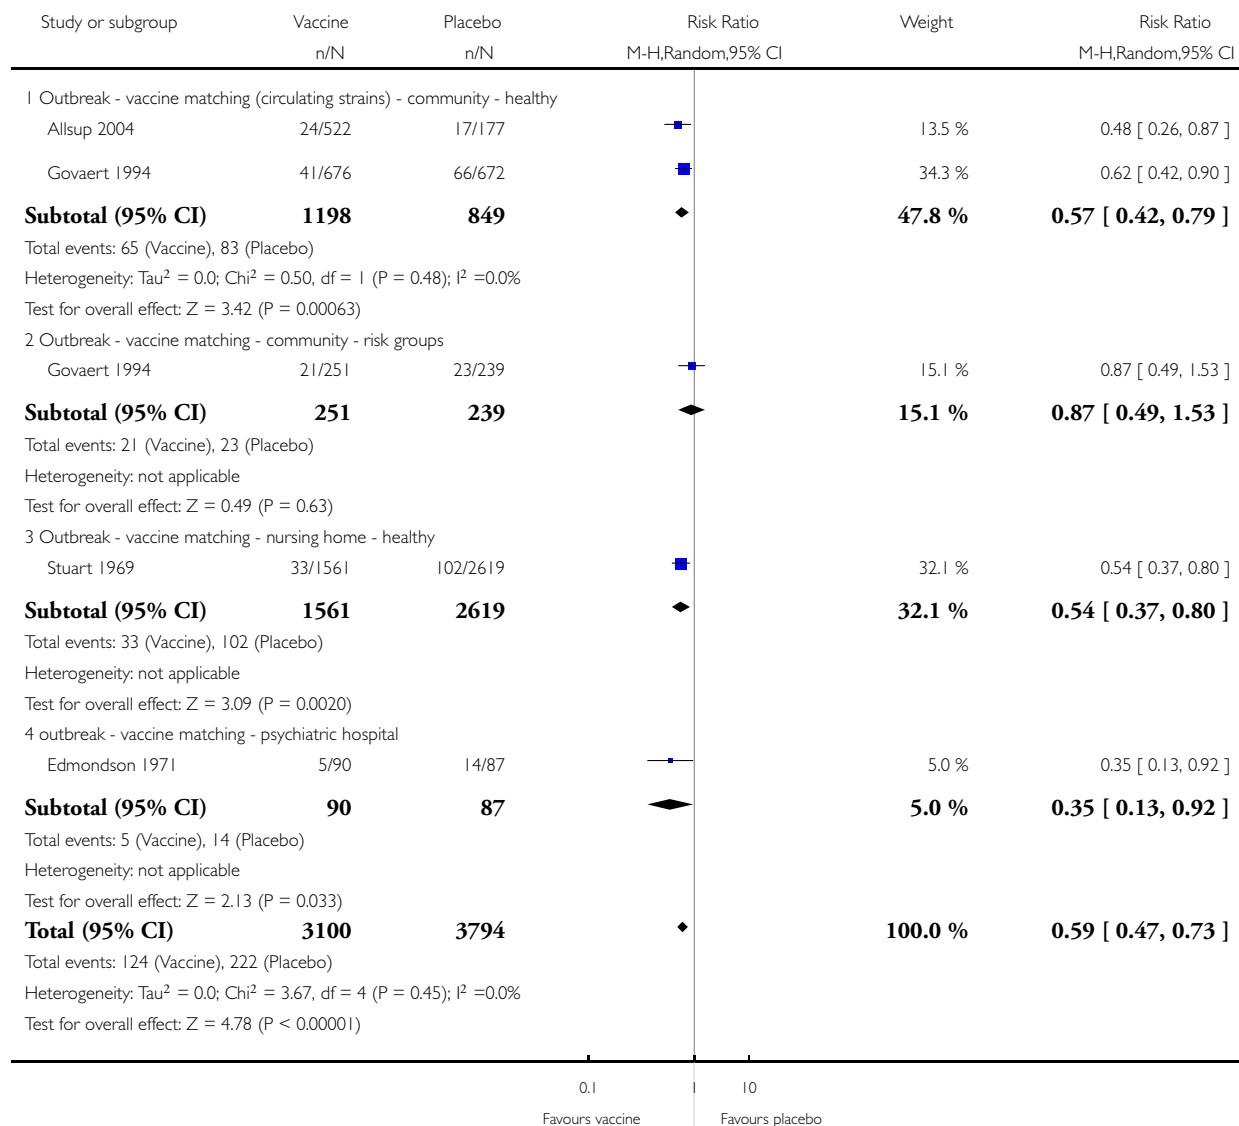 Study or subgroup Vaccine Placebo Risk Ratio Weight Risk Ratio
n/N n/N M-H,Random,95% CI M-H,Random,95% CI
1 Outbreak - vaccine matching (circulating strains) - community - healthy
Allsup 2004 24/522 17/177 13.5 % 0.48 [ 0.26, 0.87 ]
Govaert 1994 41/676 66/672 34.3 % 0.62 [ 0.42, 0.90 ]
Subtotal (95% CI) 1198 849 47.8 % 0.57 [ 0.42, 0.79 ]
Total events: 65 (Vaccine), 83 (Placebo)
Heterogeneity: Tau² = 0.0; Chi² = 0.50, df = 1 (P = 0.48); I² =0.0%
Test for overall effect: Z = 3.42 (P = 0.00063)
2 Outbreak - vaccine matching - community - risk groups
Govaert 1994 21/251 23/239 15.1 % 0.87 [ 0.49, 1.53 ]
Subtotal (95% CI) 251 239 15.1 % 0.87 [ 0.49, 1.53 ]
Total events: 21 (Vaccine), 23 (Placebo)
Heterogeneity: not applicable
Test for overall effect: Z = 0.49 (P = 0.63)
3 Outbreak - vaccine matching - nursing home - healthy
Stuart 1969 33/1561 102/2619 32.1 % 0.54 [ 0.37, 0.80 ]
Subtotal (95% CI) 1561 2619 32.1 % 0.54 [ 0.37, 0.80 ]
Total events: 33 (Vaccine), 102 (Placebo)
Heterogeneity: not applicable
Test for overall effect: Z = 3.09 (P = 0.0020)
4 outbreak - vaccine matching - psychiatric hospital
Edmondson 1971 5/90 14/87 5.0 % 0.35 [ 0.13, 0.92 ]
Subtotal (95% CI) 90 87 5.0 % 0.35 [ 0.13, 0.92 ]
Total events: 5 (Vaccine), 14 (Placebo)
Heterogeneity: not applicable
Test for overall effect: Z = 2.13 (P = 0.033)
Total (95% CI) 3100 3794 100.0 % 0.59 [ 0.47, 0.73 ]
Total events: 124 (Vaccine), 222 (Placebo)
Heterogeneity: Tau² = 0.0; Chi² = 3.67, df = 4 (P = 0.45); I² =0.0%
Test for overall effect: Z = 4.78 (P < 0.00001)
0.1 1 10
Favours vaccine Favours placebo